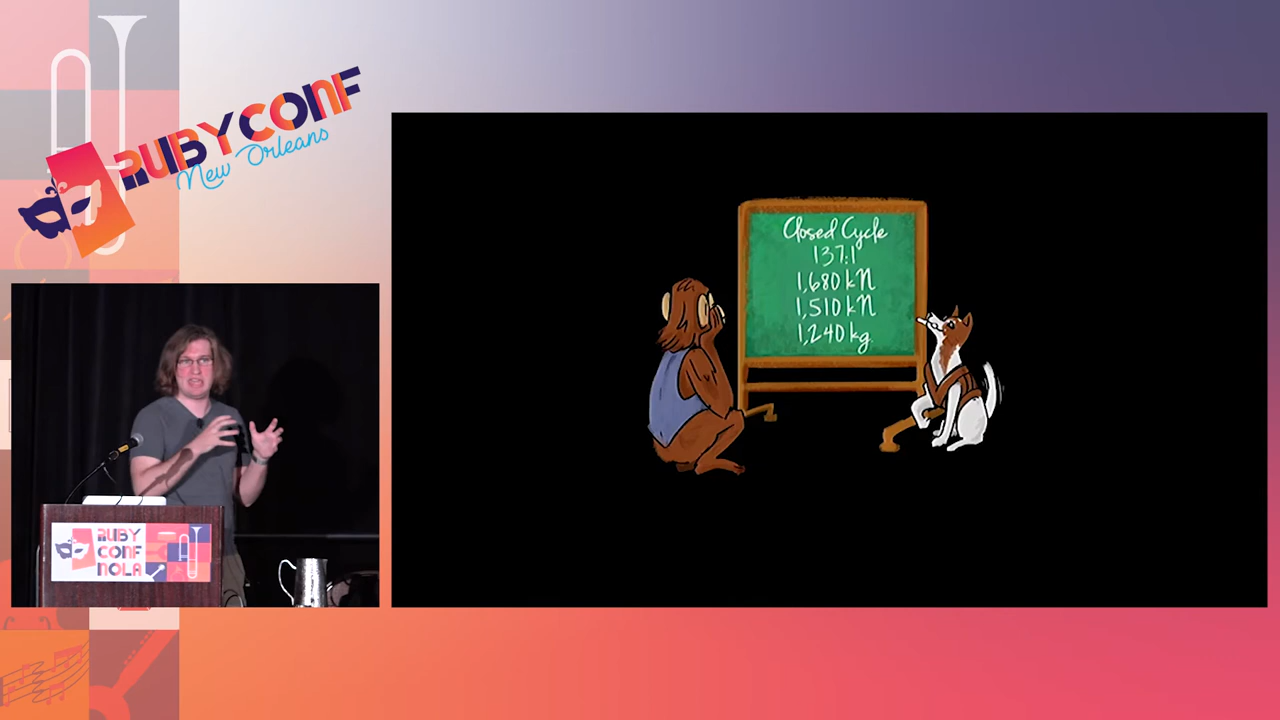 RUBYCONF
New Orleans
Closed Cycle
137:1
1,680 kN
1,510 kN
1,240 kg
RUBY
CONF
NOLA